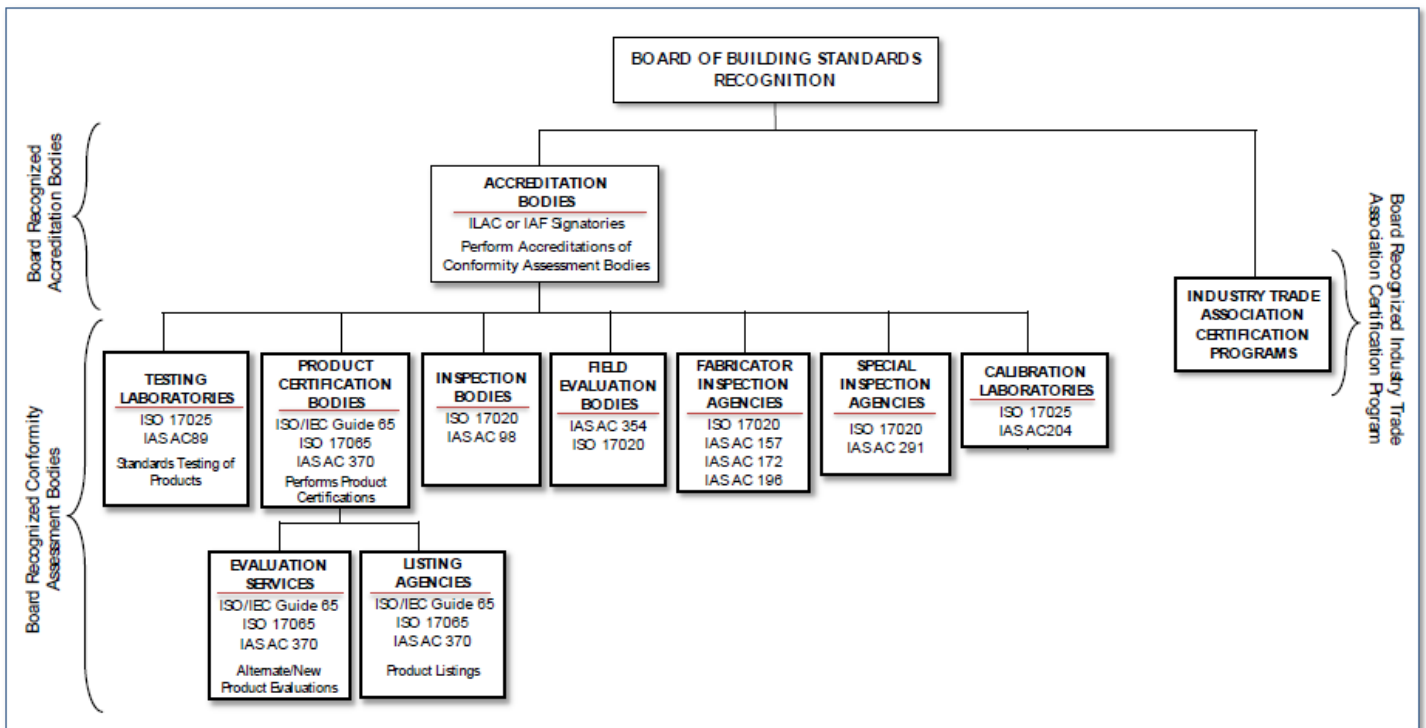 BOARD OF BUILDING STANDARDS
RECOGNITION
Board Recognized
Accreditation Bodies
ACCREDITATION
BODIES
ILAC or IAF Signatories
Perform Accreditations of
Conformity Assessment Bodies
Board Recognized Industry Trade
Association Certification Program
INDUSTRY TRADE
ASSOCIATION
CERTIFICATION
PROGRAMS
Board Recognized Conformity
Assessment Bodies
TESTING
LABORATORIES
ISO 17025
IAS AC89
Standards Testing of
Products
PRODUCT
CERTIFICATION
BODIES
ISO/IEC Guide 65
ISO 17065
IAS AC 370
Performs Product
Certifications
INSPECTION
BODIES
ISO 17020
IAS AC 98
FIELD
EVALUATION
BODIES
IAS AC 354
ISO 17020
FABRICATOR
INSPECTION
AGENCIES
ISO 17020
IAS AC 157
IAS AC 172
IAS AC 196
SPECIAL
INSPECTION
AGENCIES
ISO 17020
IAS AC 291
CALIBRATION
LABORATORIES
ISO 17025
IAS AC204
EVALUATION
SERVICES
ISO/IEC Guide 65
ISO 17065
IAS AC 370
Alternate/New
Product Evaluations
LISTING
AGENCIES
ISO/IEC Guide 65
ISO 17065
IAS AC 370
Product Listings